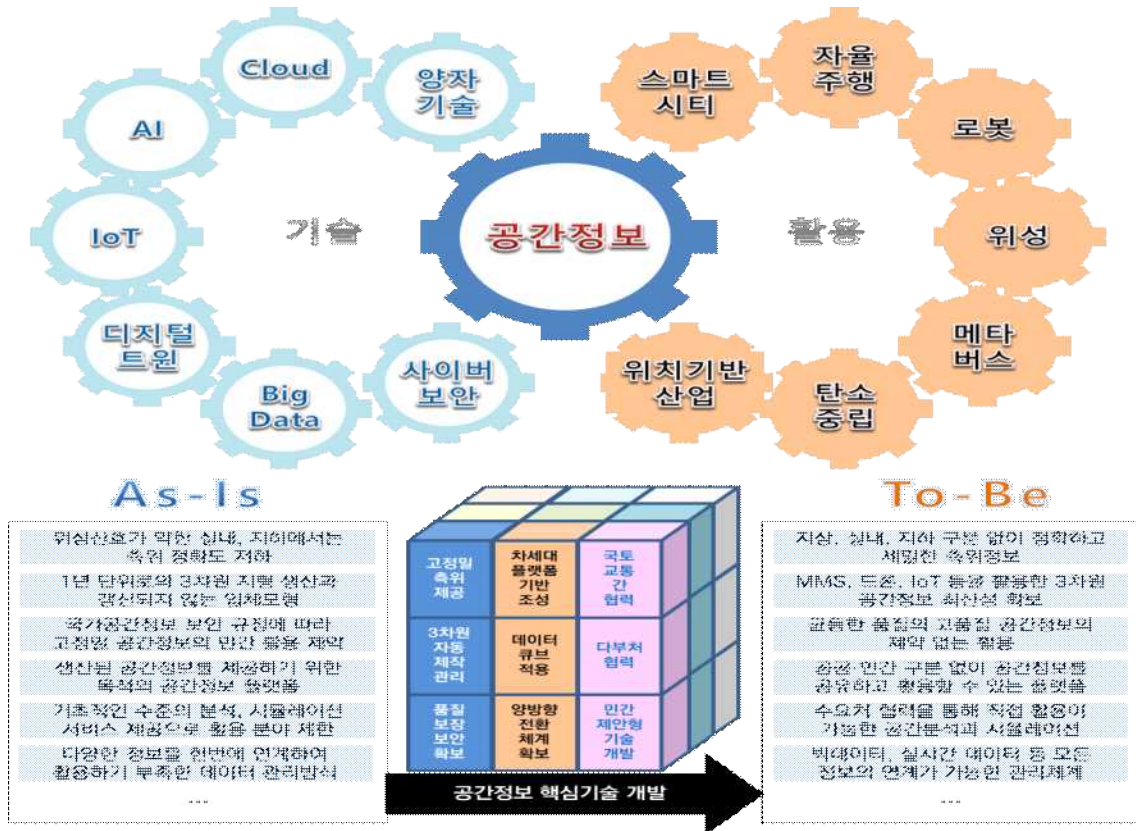 Cloud
양자
기술
AI
IoT
디지털
트윈
Big
Data
사이버
보안
기술
공간정보
활용
스마트
시티
자율
주행
로봇
위성
메타
버스
탄소
중립
위치기반
산업
As-Is
위성신호가 약한 실내, 지하에서는
측위 정확도 저하
1년 단위로의 3차원 지형 생산과
갱신되지 않는 입체모형
국가공간정보 보안 규정에 따라
고정밀 공간정보의 민간 활용 제약
생산된 공간정보를 제공하기 위한
목적의 공간정보 플랫폼
기초적인 수준의 분석, 시뮬레이션
서비스 제공으로 활용 분야 제한
다양한 정보를 한번에 연계하여
활용하기 부족한 데이터 관리방식
...
고정밀
측위
제공
차세대
플랫폼
기반
조성
국토
교통
간
협력
3차원
자동
제작
관리
데이터
큐브
적용
다부처
협력
품질
보장
보안
확보
양방향
전환
체계
확보
민간
제안형
기술
개발
공간정보 핵심기술 개발
To-Be
지상, 실내, 지하 구분 없이 정확하고
세밀한 측위정보
MMS, 드론, IoT 등을 활용한 3차원
공간정보 최신성 확보
균등한 품질의 고품질 공간정보의
제약 없는 활용
공공·민간 구분 없이 공간정보를
공유하고 활용할 수 있는 플랫폼
수요처 협력을 통해 직접 활용이
가능한 공간분석과 시뮬레이션
빅데이터, 실시간 데이터 등 모든
정보의 연계가 가능한 관리체계
...